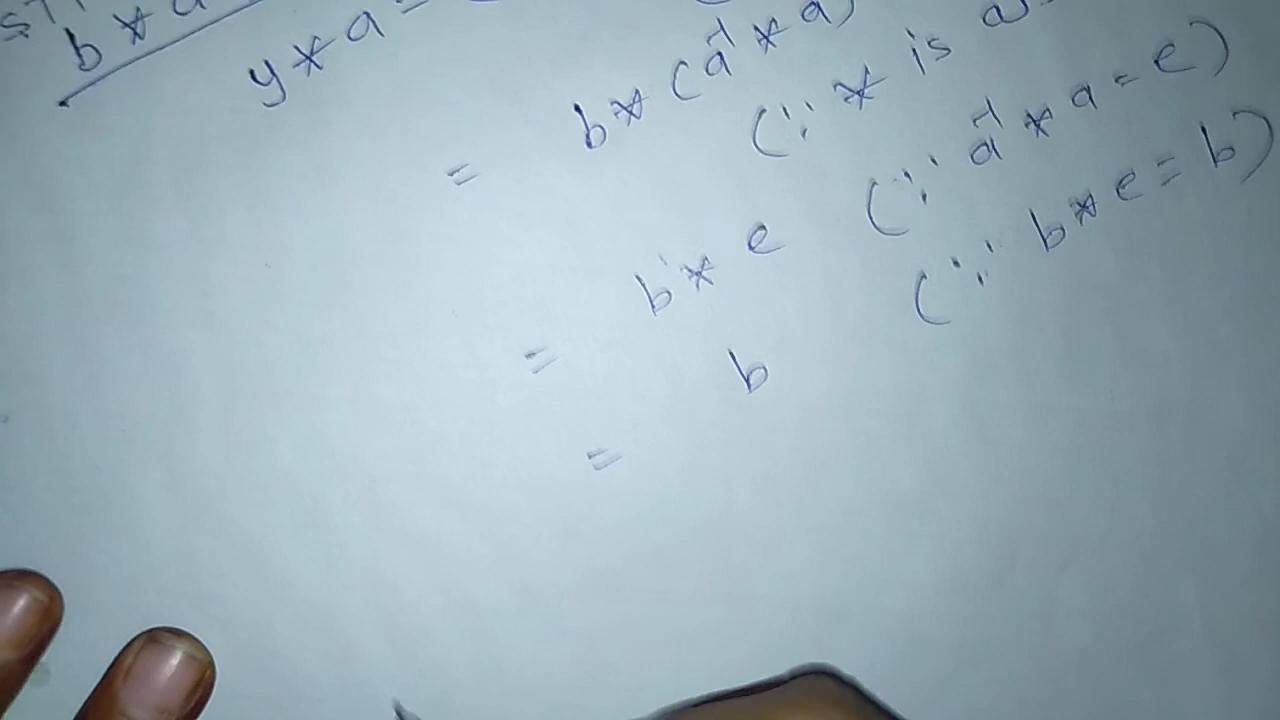 b * a
y * a =
= b * (a⁻¹ * a)
(∵ * is a
= b * e (∵ a⁻¹ * a = e)
= b (∵ b * e = b)